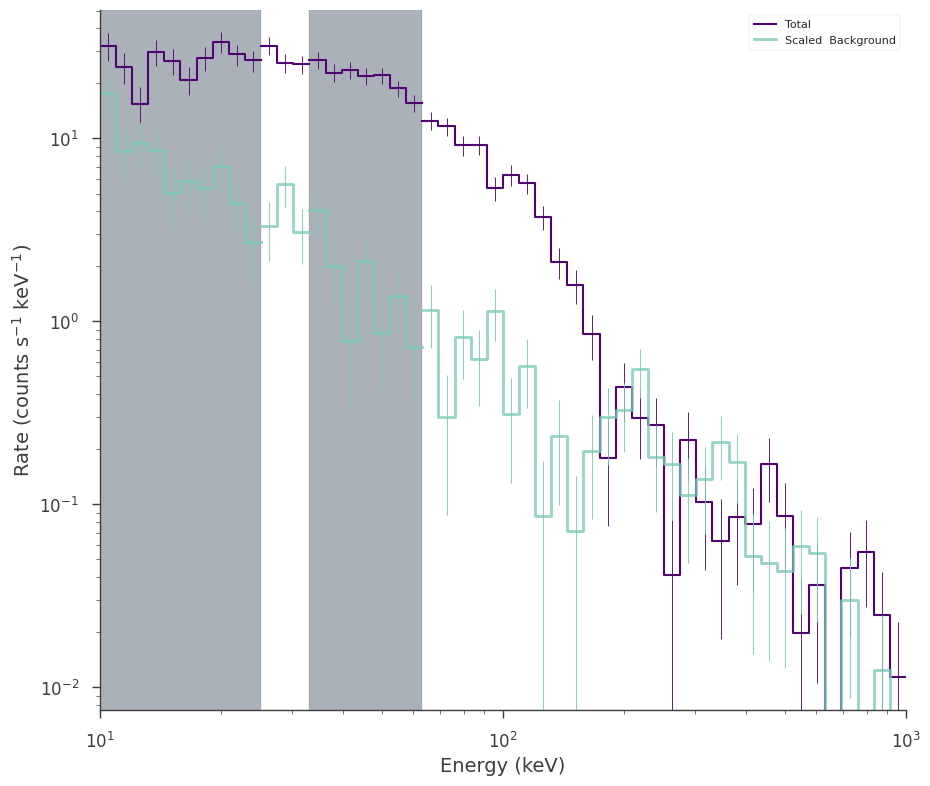 Total
Scaled  Background
Rate (counts s⁻¹ keV⁻¹)
10¹
10⁰
10⁻¹
10⁻²
10¹
10²
10³
Energy (keV)